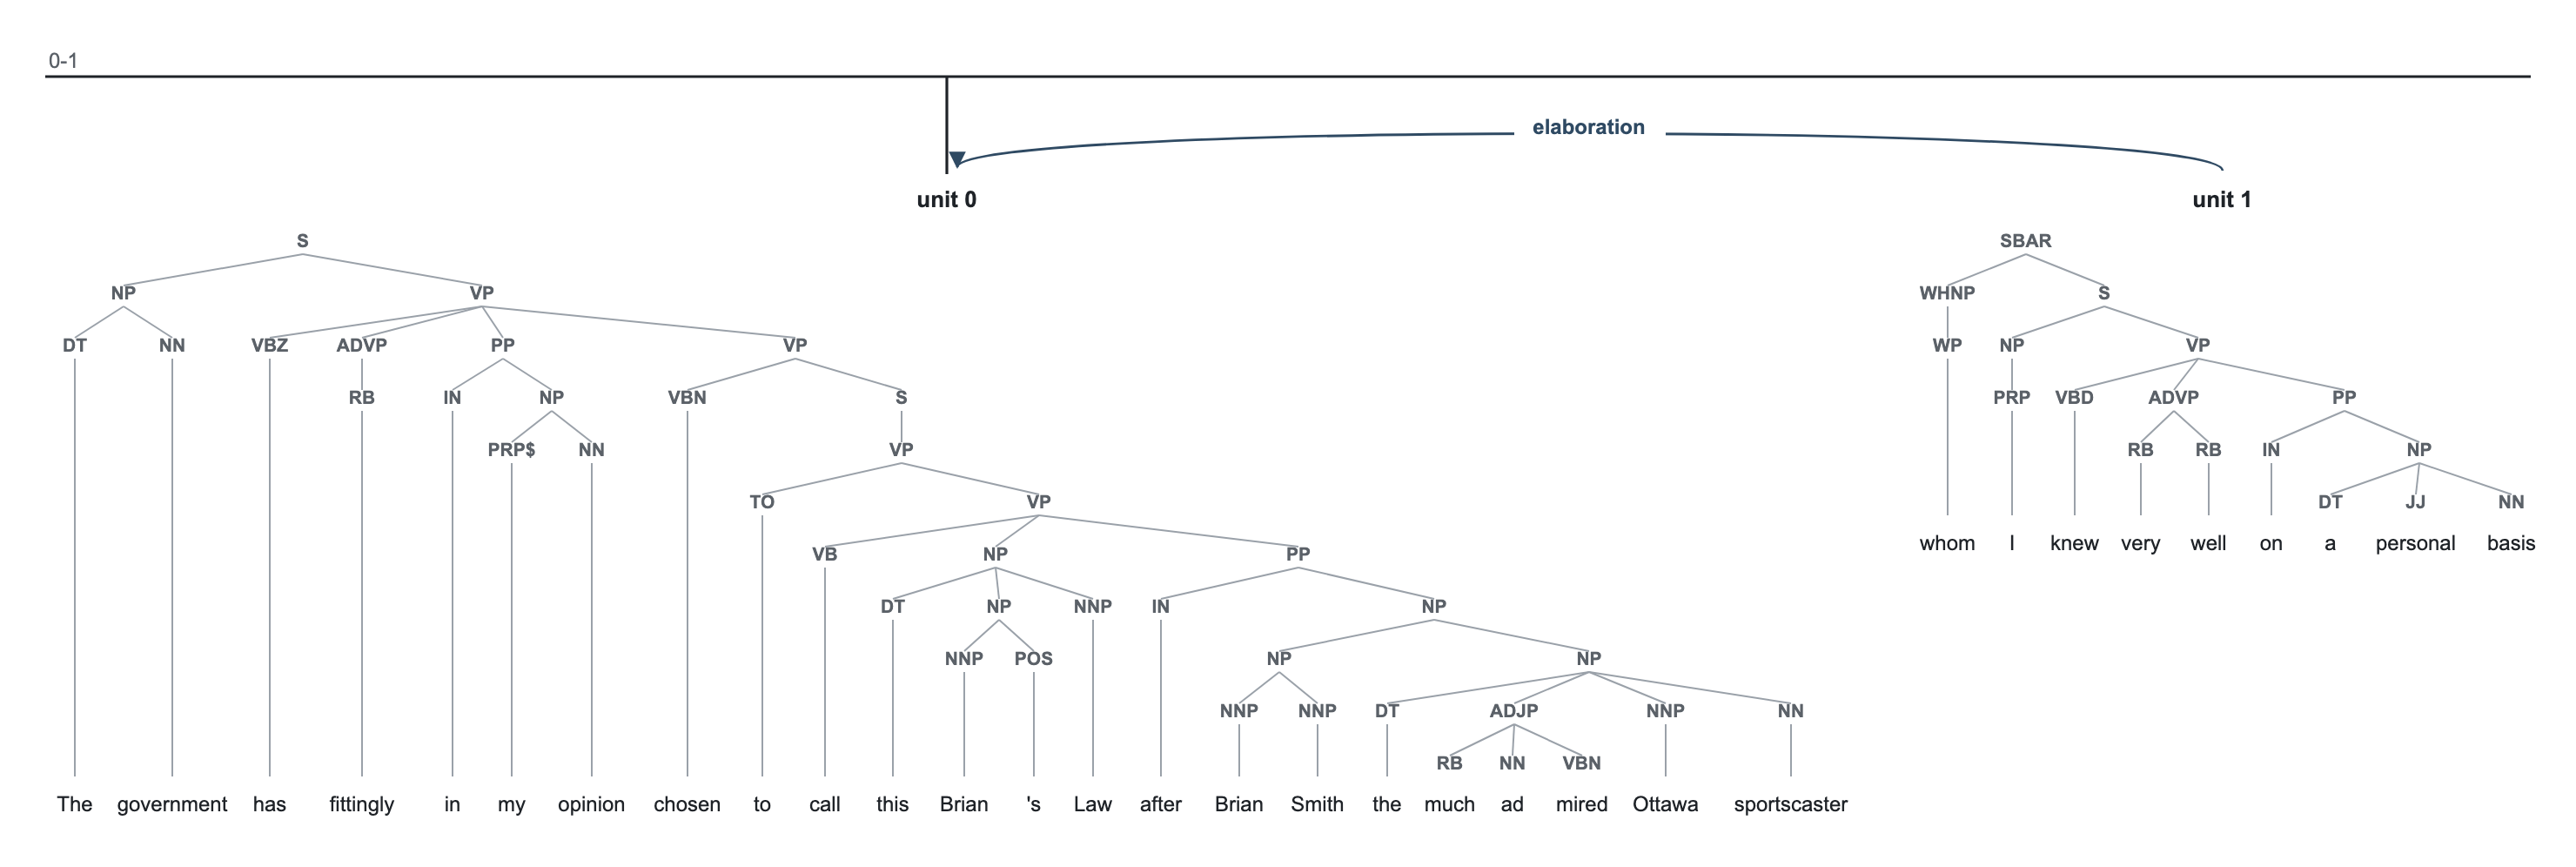 0-1
elaboration
unit 0 unit 1
S SBAR
NP VP WHNP S
DT NN VBZ ADVP PP VP WP NP VP
RB IN NP VBN S PRP VBD ADVP PP
PRP$ NN VP RB RB IN NP
TO VP DT JJ NN
whom I knew very well on a personal basis
VB NP PP
DT NP NNP IN NP
NNP POS NP NP
NNP NNP DT ADJP NNP NN
RB NN VBN
The government has fittingly in my opinion chosen to call this Brian 's Law after Brian Smith the much ad mired Ottawa sportscaster